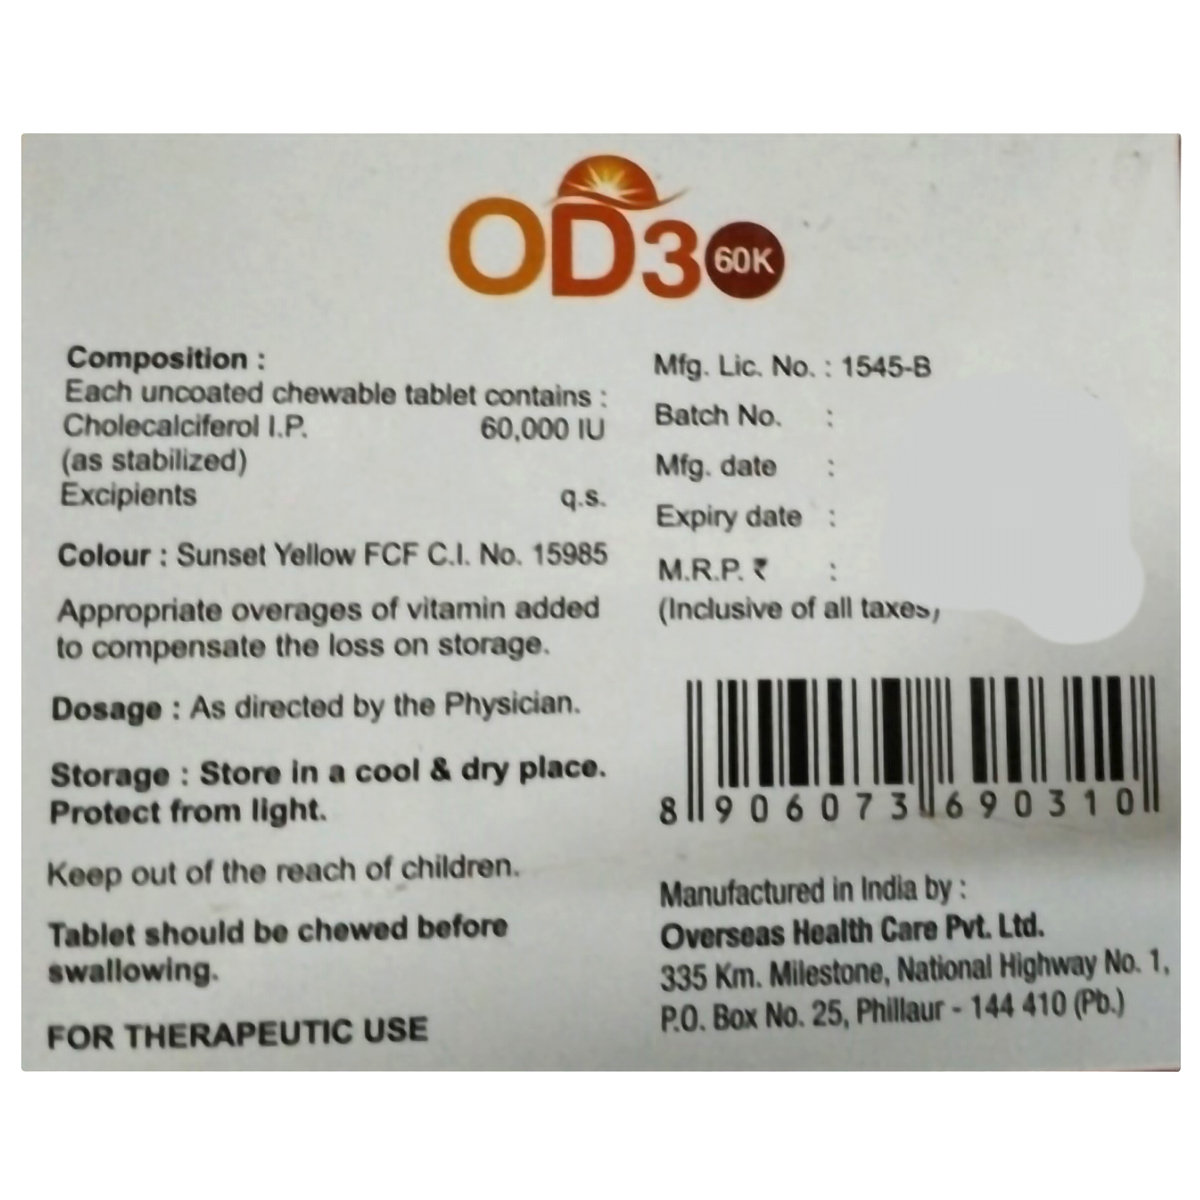 OD3 60K
Composition :
Each uncoated chewable tablet contains :
Cholecalciferol I.P. 60,000 IU
(as stabilized)
Excipients q.s.
Colour : Sunset Yellow FCF C.I. No. 15985
Appropriate overages of vitamin added
to compensate the loss on storage.
Dosage : As directed by the Physician.
Storage : Store in a cool & dry place.
Protect from light.
Keep out of the reach of children.
Tablet should be chewed before
swallowing.
FOR THERAPEUTIC USE
Mfg. Lic. No. : 1545-B
Batch No. :
Mfg. date :
Expiry date :
M.R.P. ₹ :
(Inclusive of all taxes)
8 906073 690310
Manufactured in India by :
Overseas Health Care Pvt. Ltd.
335 Km. Milestone, National Highway No. 1,
P.O. Box No. 25, Phillaur - 144 410 (Pb.)